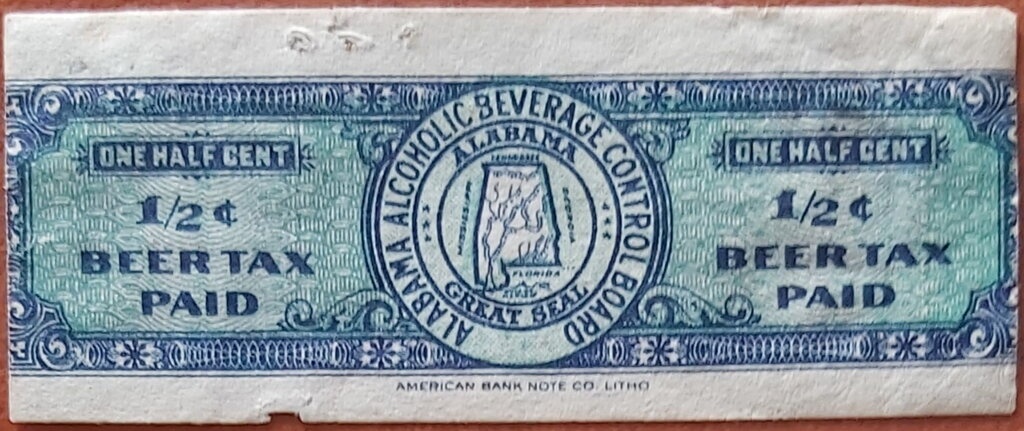 ALABAMA ALCOHOLIC BEVERAGE CONTROL BOARD
ALABAMA
GREAT SEAL
FLORIDA
ONE HALF CENT
1/2 ¢
BEER TAX
PAID
ONE HALF CENT
1/2 ¢
BEER TAX
PAID
AMERICAN BANK NOTE CO. LITHO